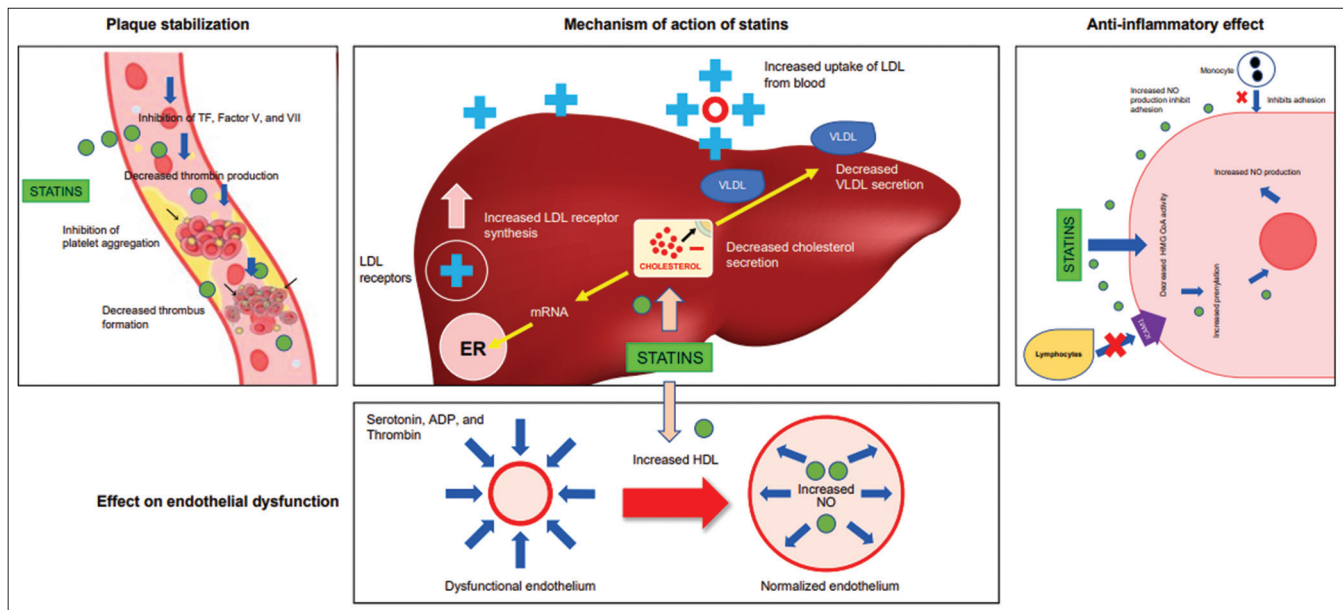 Plaque stabilization
Inhibition of TF, Factor V, and VII
Decreased thrombin production
STATINS
Inhibition of
platelet aggregation
Decreased thrombus
formation
Mechanism of action of statins
Increased uptake of LDL
from blood
VLDL
VLDL
Decreased
VLDL secretion
Increased LDL receptor
synthesis
LDL
receptors
CHOLESTEROL
Decreased cholesterol
secretion
mRNA
ER
STATINS
Anti-inflammatory effect
Monocyte
Increased NO
production inhibit
adhesion
Inhibits adhesion
Increased NO production
STATINS
Decreased HMG CoA activity
Increased prenylation
ICAM1
Lymphocytes
Effect on endothelial dysfunction
Serotonin, ADP, and
Thrombin
Increased HDL
Increased
NO
Dysfunctional endothelium
Normalized endothelium